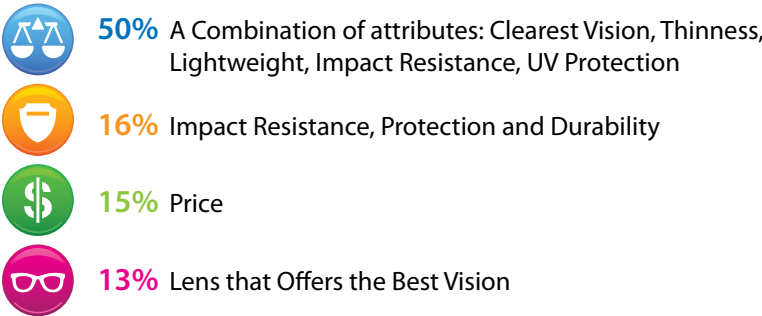 50% A Combination of attributes: Clearest Vision, Thinness,
Lightweight, Impact Resistance, UV Protection
16% Impact Resistance, Protection and Durability
$ 15% Price
13% Lens that Offers the Best Vision